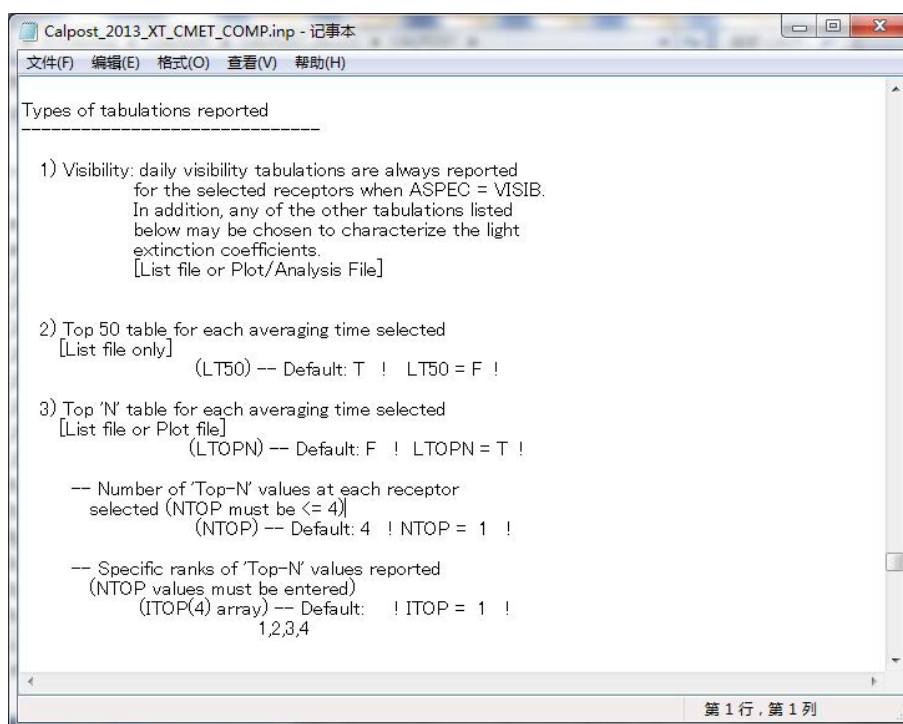 Calpost_2013_XT_CMET_COMP.inp - 记事本
文件(F) 编辑(E) 格式(O) 查看(V) 帮助(H)
Types of tabulations reported
------------------------------
1) Visibility: daily visibility tabulations are always reported
for the selected receptors when ASPEC = VISIB.
In addition, any of the other tabulations listed
below may be chosen to characterize the light
extinction coefficients.
[List file or Plot/Analysis File]
2) Top 50 table for each averaging time selected
[List file only]
(LT50) -- Default: T ! LT50 = F !
3) Top 'N' table for each averaging time selected
[List file or Plot file]
(LTOPN) -- Default: F ! LTOPN = T !
-- Number of 'Top-N' values at each receptor
selected (NTOP must be <= 4)
(NTOP) -- Default: 4 ! NTOP = 1 !
-- Specific ranks of 'Top-N' values reported
(NTOP values must be entered)
(ITOP(4) array) -- Default: ! ITOP = 1 !
1,2,3,4
第 1 行，第 1 列